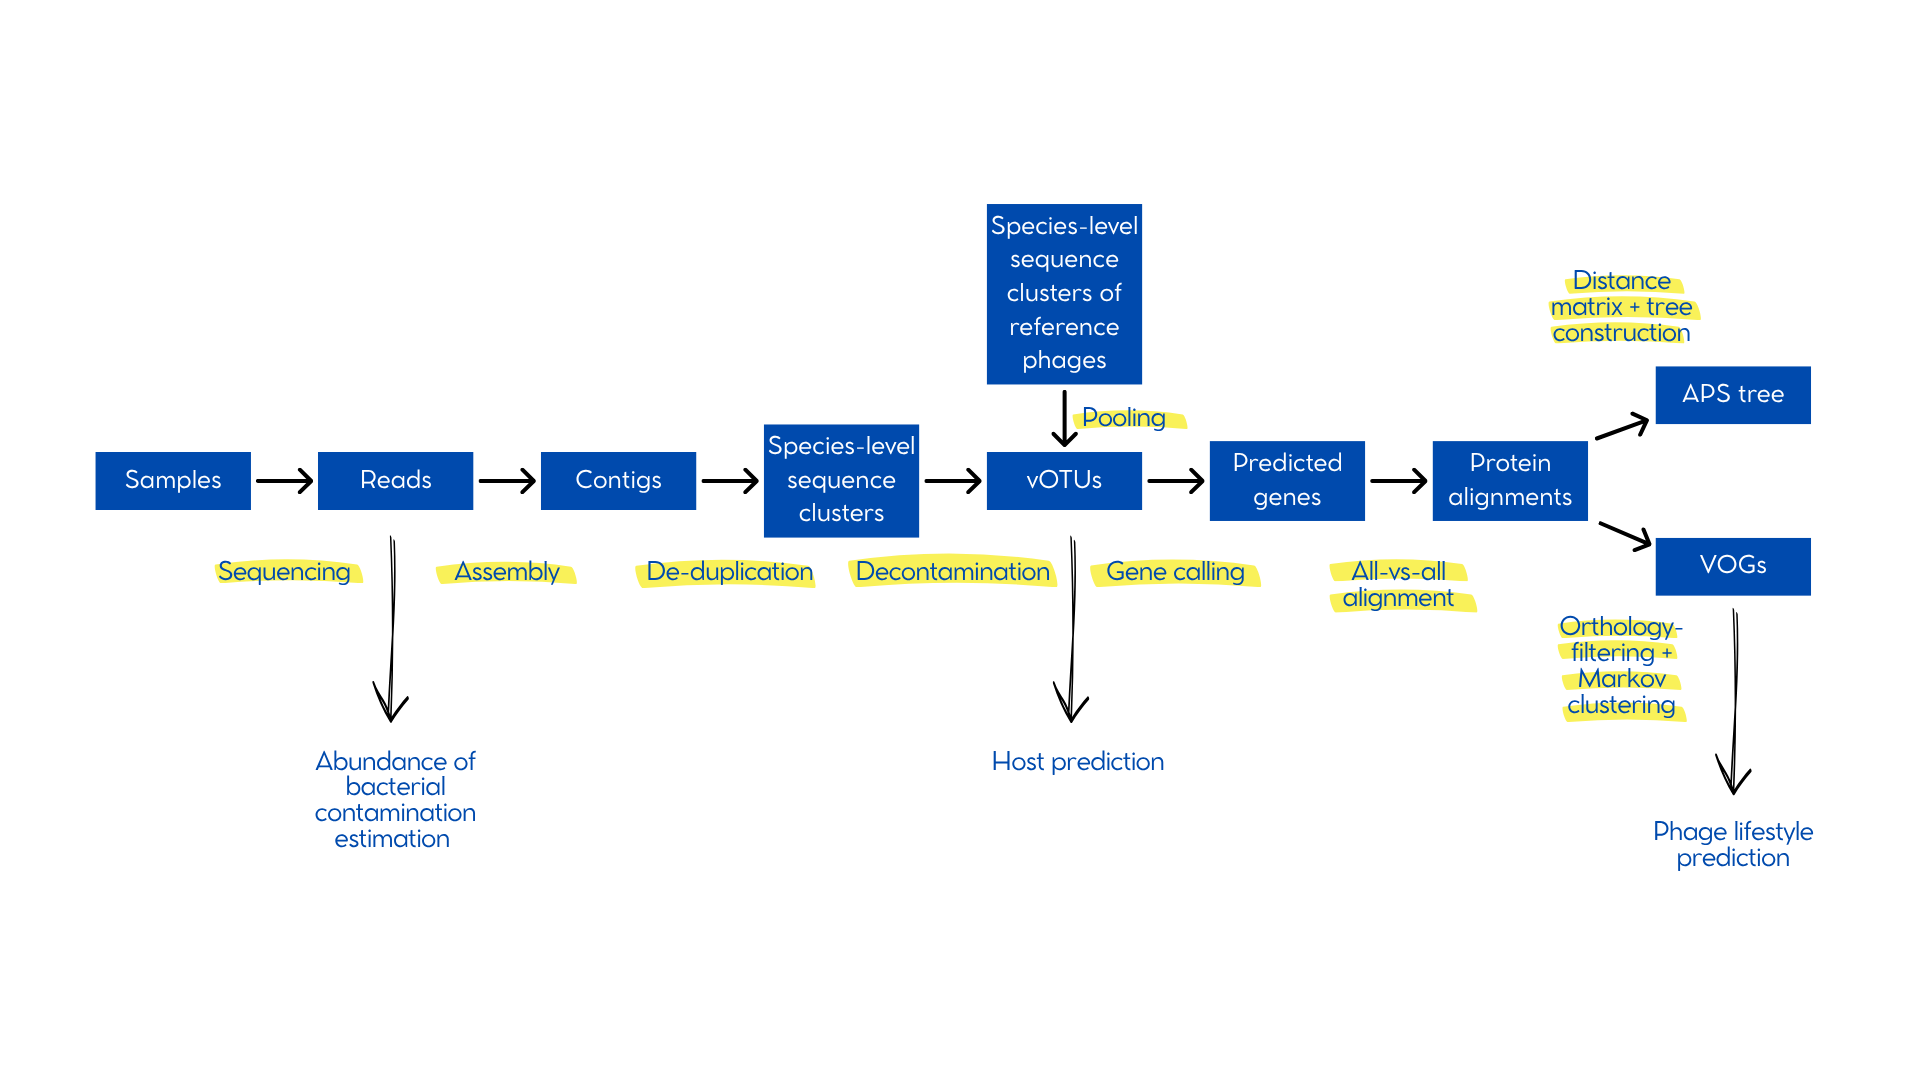 Species-level
sequence
clusters of
reference
phages
Distance
matrix + tree
construction
APS tree
Pooling
Samples
Reads
Contigs
Species-level
sequence
clusters
vOTUs
Predicted
genes
Protein
alignments
VOGs
Sequencing
Assembly
De-duplication
Decontamination
Gene calling
All-vs-all
alignment
Orthology-
filtering +
Markov
clustering
Abundance of
bacterial
contamination
estimation
Host prediction
Phage lifestyle
prediction